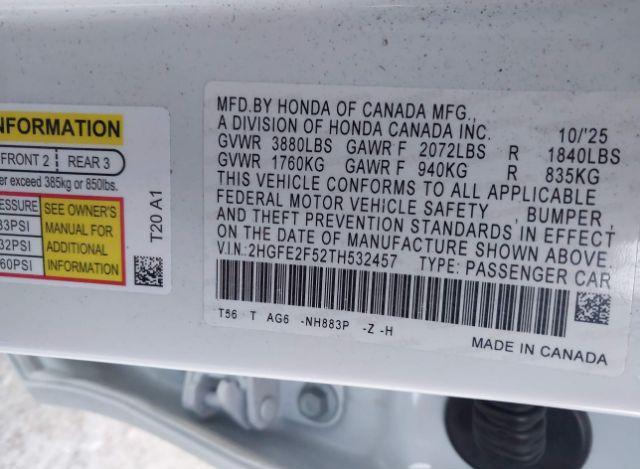 NFORMATION
FRONT 2 REAR 3
er exceed 385kg or 850lbs.
SEE OWNER'S
MANUAL FOR
ADDITIONAL
INFORMATION
32PSI
60PSI
T20 A1
MFD.BY HONDA OF CANADA MFG.,
A DIVISION OF HONDA CANADA INC. 10/'25
GVWR 3880LBS GAWR F 2072LBS R 1840LBS
GVWR 1760KG GAWR F 940KG R 835KG
THIS VEHICLE CONFORMS TO ALL APPLICABLE
FEDERAL MOTOR VEHICLE SAFETY , BUMPER,
AND THEFT PREVENTION STANDARDS IN EFFECT
ON THE DATE OF MANUFACTURE SHOWN ABOVE.
V.I.N.:2HGFE2F52TH532457 TYPE: PASSENGER CAR
T56 T AG6 -NH883P -Z -H
MADE IN CANADA